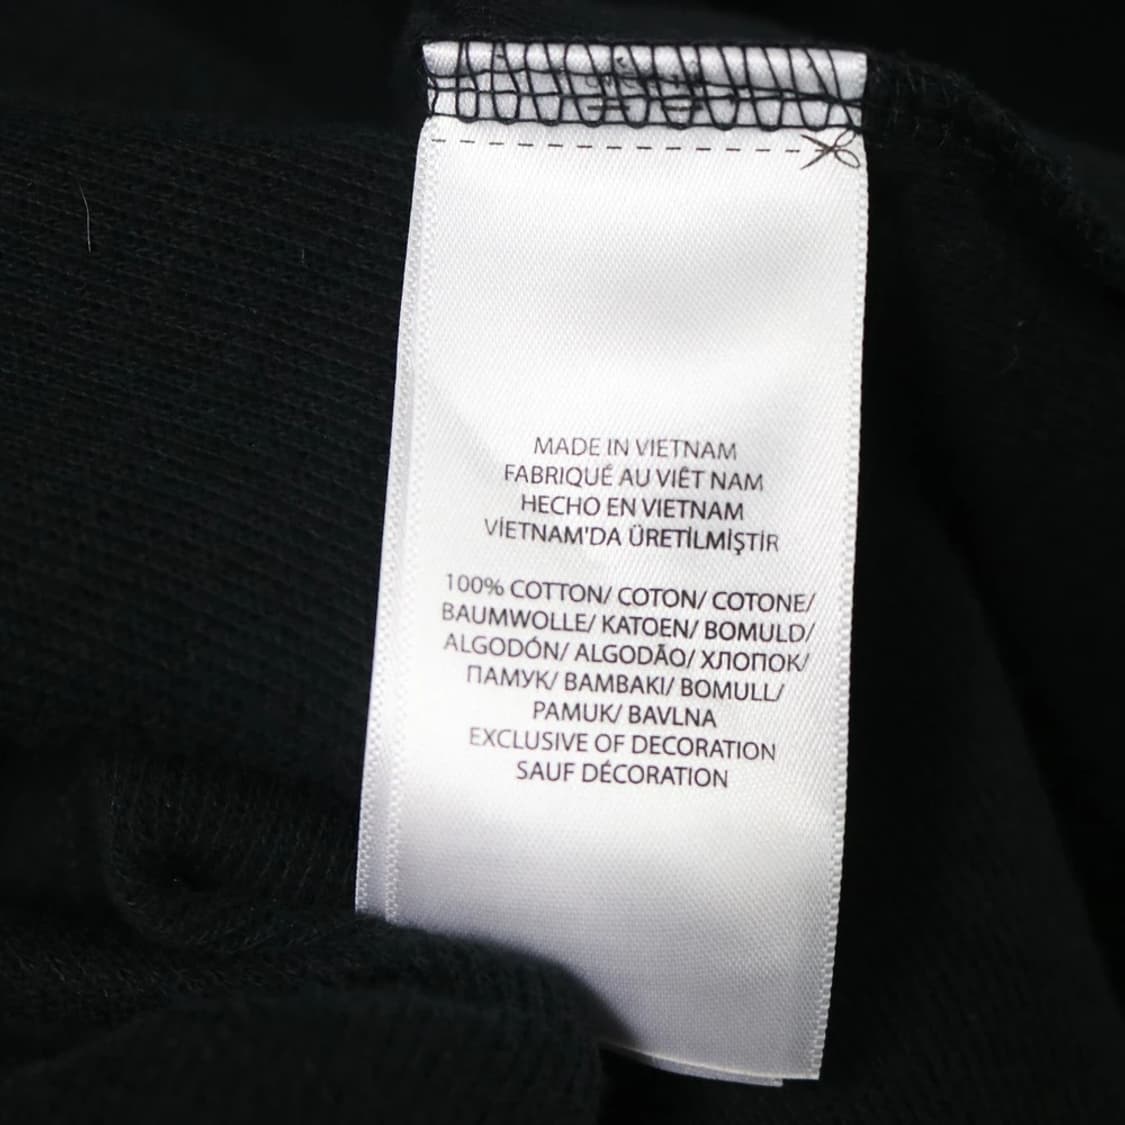 MADE IN VIETNAM
FABRIQUÉ AU VIÊT NAM
HECHO EN VIETNAM
VİETNAM'DA ÜRETİLMİŞTİR
100% COTTON/ COTON/ COTONE/
BAUMWOLLE/ KATOEN/ BOMULD/
ALGODÓN/ ALGODÃO/ ХЛОПОК/
ПАМУК/ BAMBAKI/ BOMULL/
PAMUK/ BAVLNA
EXCLUSIVE OF DECORATION
SAUF DÉCORATION